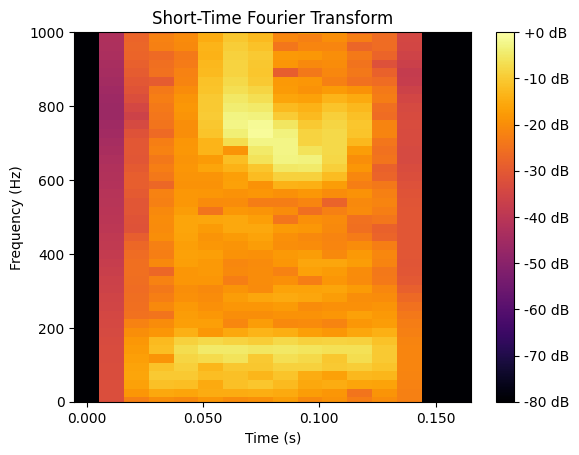 Short-Time Fourier Transform
1000
800
600
400
200
0
Frequency (Hz)
0.000
0.050
0.100
0.150
Time (s)
+0 dB
-10 dB
-20 dB
-30 dB
-40 dB
-50 dB
-60 dB
-70 dB
-80 dB